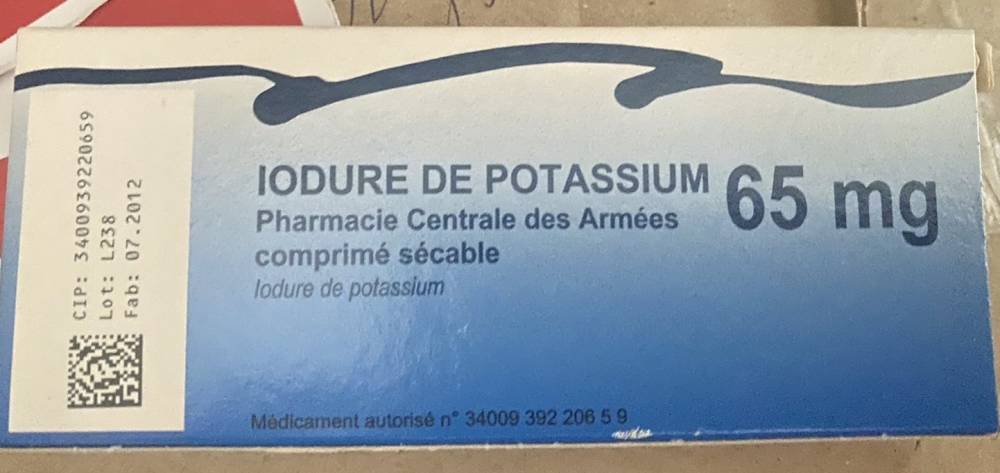 CIP: 3400939220659
Lot: L238
Fab: 07.2012
IODURE DE POTASSIUM 65 mg
Pharmacie Centrale des Armées
comprimé sécable
Iodure de potassium
Médicament autorisé n° 34009 392 206 5 9